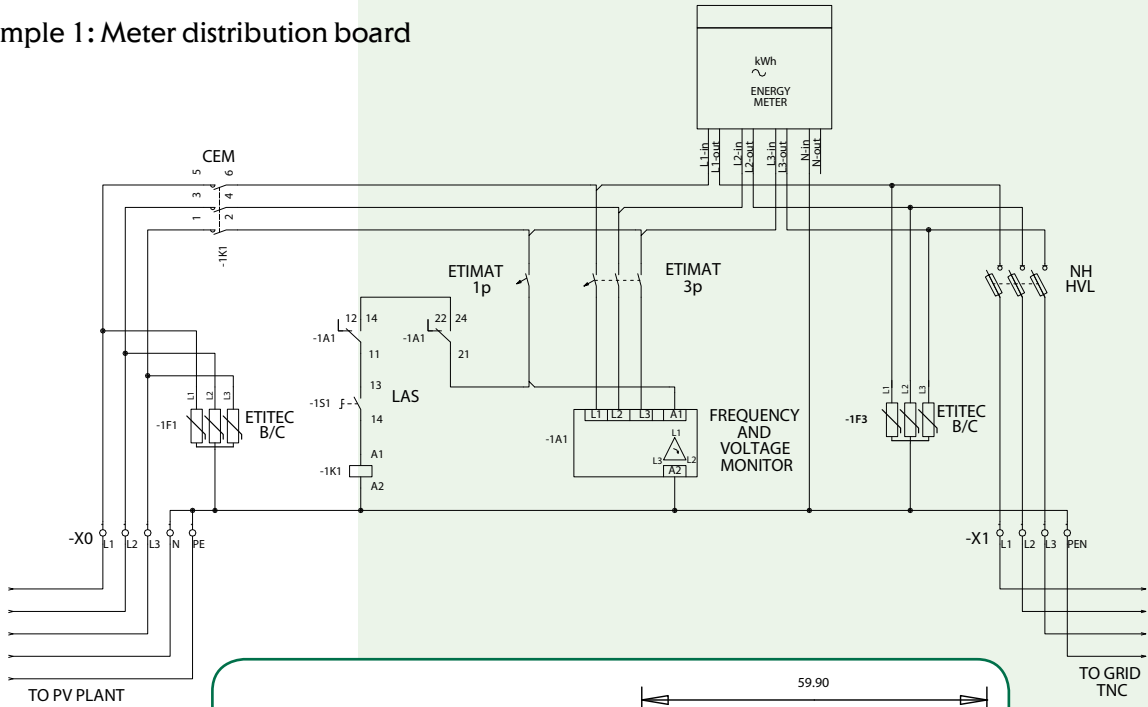 mple 1: Meter distribution board
kWh
ENERGY
METER
L1-in
L1-out
L2-in
L2-out
L3-in
L3-out
N-in
N-out
CEM
5 6
3 4
1 2
-1K1
ETIMAT
1p
ETIMAT
3p
NH
HVL
12 14
-1A1
11
22 24
-1A1
21
13
-1S1
14
LAS
A1
-1K1
A2
L1 L2 L3
-1F1
ETITEC
B/C
L1 L2 L3 A1
-1A1
L1
L3 L2
A2
FREQUENCY
AND
VOLTAGE
MONITOR
L1 L2 L3
-1F3
ETITEC
B/C
-X0 L1 L2 L3 N PE
-X1 L1 L2 L3 PEN
TO PV PLANT
TO GRID
TNC
59.90